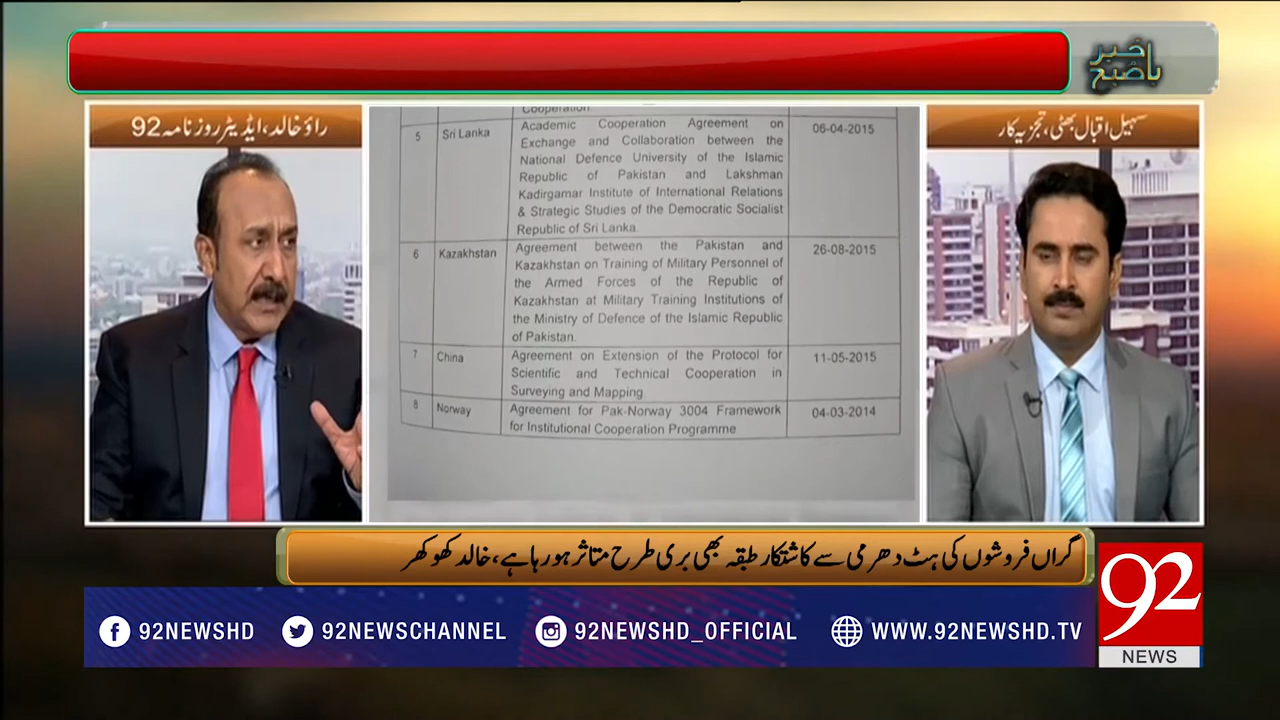 باخبر صبح
راؤ خالد، ایڈیٹر روزنامہ 92
سہیل اقبال بھٹی، تجزیہ کار
Cooperation.
5 Sri Lanka Academic Cooperation Agreement on 06-04-2015
Exchange and Collaboration between the
National Defence University of the Islamic
Republic of Pakistan and Lakshman
Kadirgamar Institute of International Relations
& Strategic Studies of the Democratic Socialist
Republic of Sri Lanka.
6 Kazakhstan Agreement between the Pakistan and 26-08-2015
Kazakhstan on Training of Military Personnel of
the Armed Forces of the Republic of
Kazakhstan at Military Training Institutions of
the Ministry of Defence of the Islamic Republic
of Pakistan.
7 China Agreement on Extension of the Protocol for 11-05-2015
Scientific and Technical Cooperation in
Surveying and Mapping
8 Norway Agreement for Pak-Norway 3004 Framework 04-03-2014
for Institutional Cooperation Programme
گراں فروشوں کی ہٹ دھرمی سے کاشتکار طبقہ بھی بری طرح متاثر ہو رہا ہے، خالد کھوکھر
92NEWSHD 92NEWSCHANNEL 92NEWSHD_OFFICIAL WWW.92NEWSHD.TV
92
NEWS